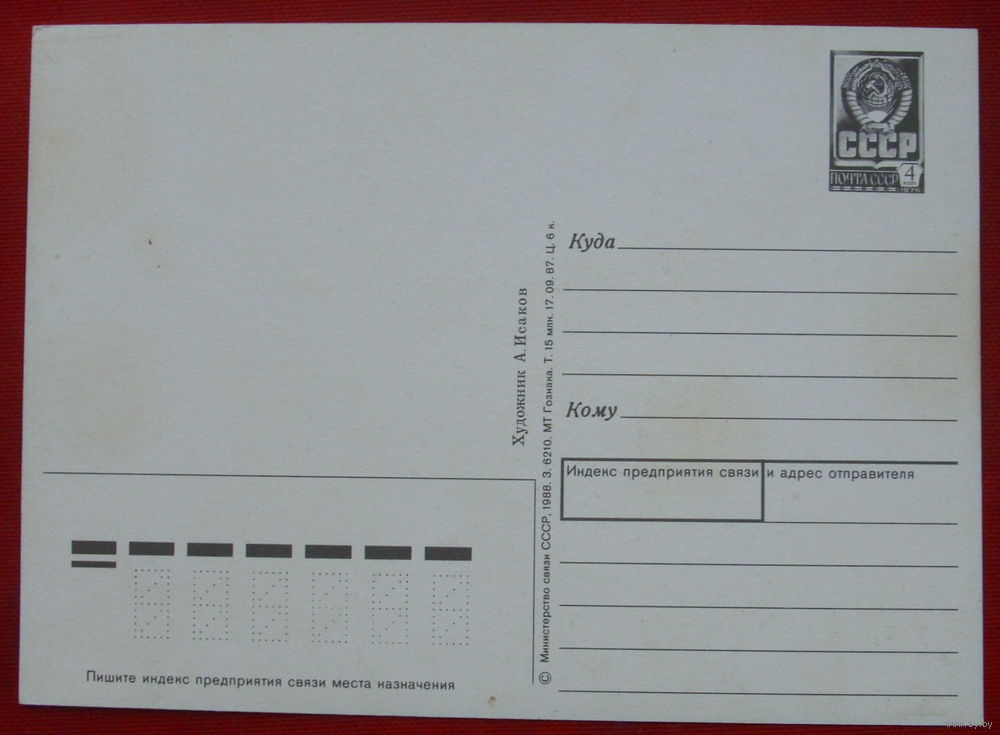 СССР
ПОЧТА СССР 4
КОП
1976
Куда
Кому
Индекс предприятия связи и адрес отправителя
Художник А. Исаков
© Министерство связи СССР, 1988. З. 6210. МТ Гознака. Т. 15 млн. 17. 09. 87. Ц. 6 к.
Пишите индекс предприятия связи места назначения